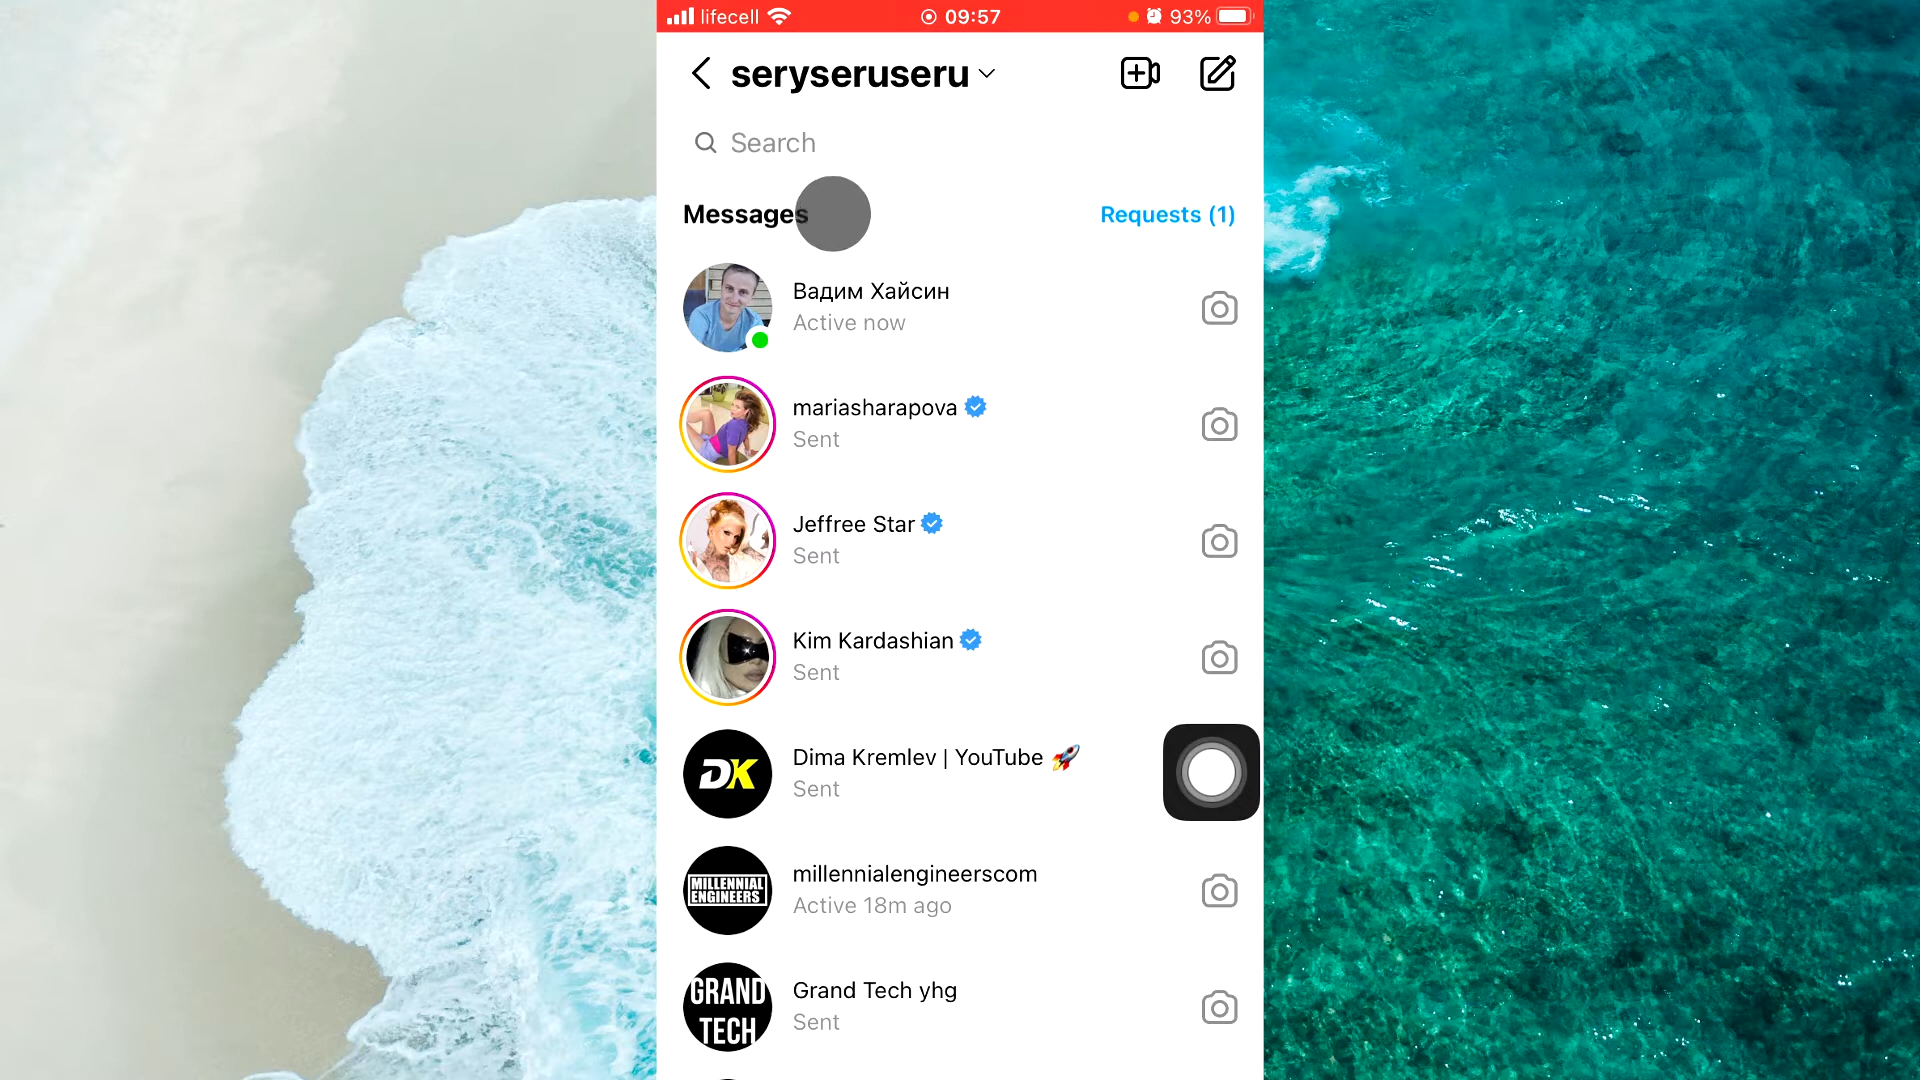 lifecell 09:57 93%
seryseruseru
Search
Messages Requests (1)
Вадим Хайсин
Active now
mariasharapova
Sent
Jeffree Star
Sent
Kim Kardashian
Sent
DK
Dima Kremlev | YouTube 🚀
Sent
MILLENNIAL
ENGINEERS
millennialengineerscom
Active 18m ago
GRAND
TECH
Grand Tech yhg
Sent